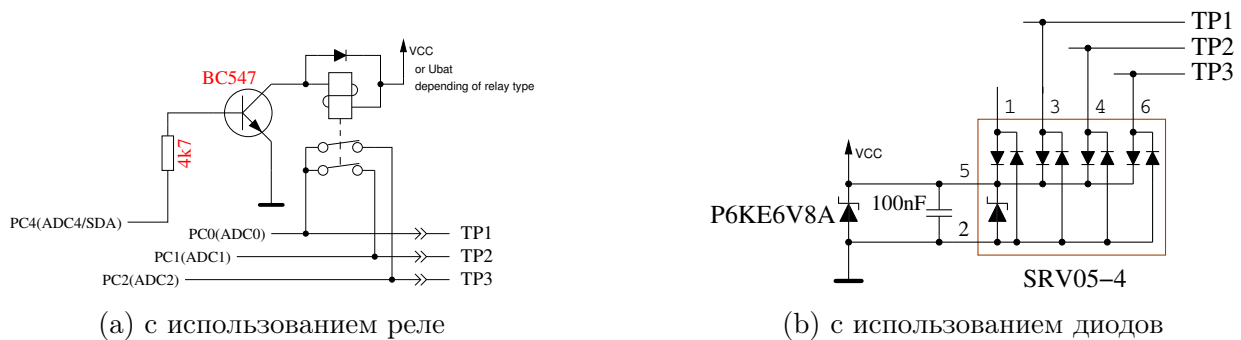 VCC
or Ubat
depending of relay type
BC547
4k7
PC4(ADC4/SDA)
PC0(ADC0)
TP1
PC1(ADC1)
TP2
PC2(ADC2)
TP3
(a) с использованием реле
TP1
TP2
TP3
1
3
4
6
VCC
5
P6KE6V8A
100nF
2
SRV05−4
(b) с использованием диодов